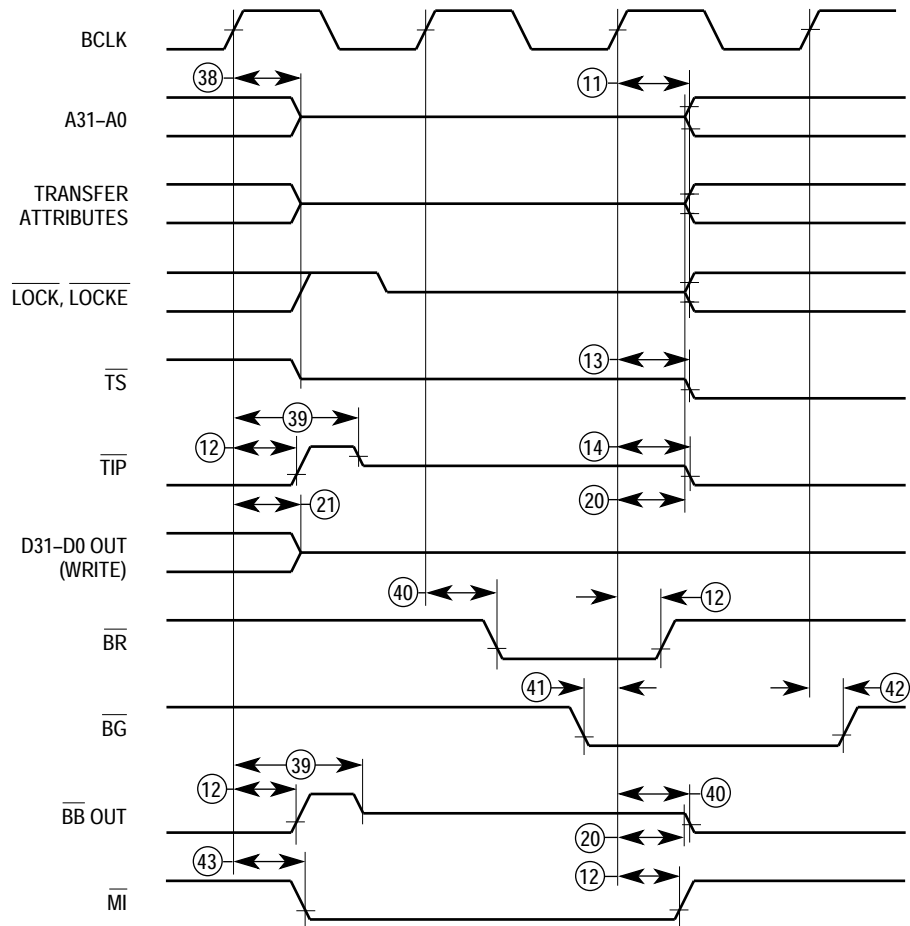 BCLK
38
11
A31–A0
TRANSFER
ATTRIBUTES
LOCK, LOCKE
13
TS
39
12
14
TIP
20
21
D31–D0 OUT
(WRITE)
40
12
BR
41
42
BG
39
12
40
BB OUT
20
43
12
MI